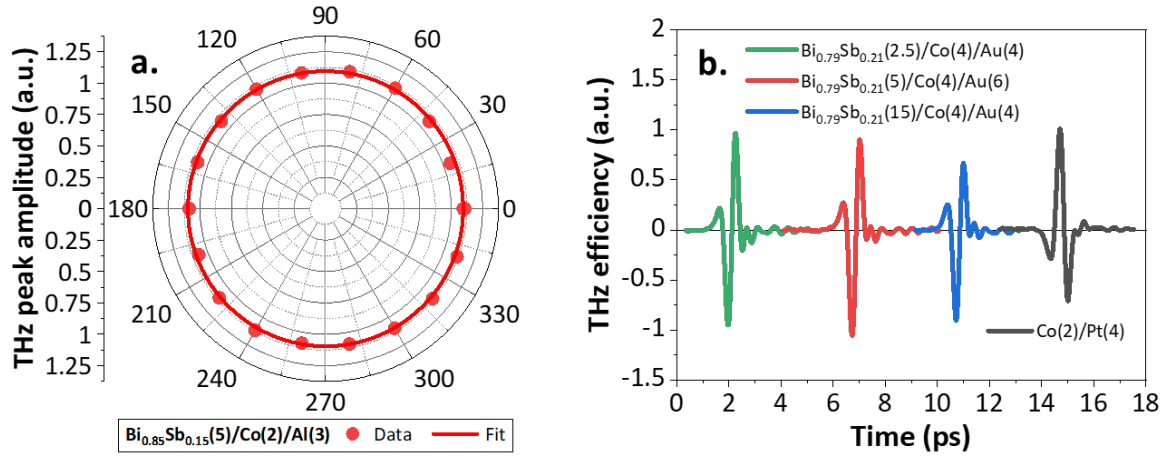 a.
THz peak amplitude (a.u.)
1.25
1
0.75
0.5
0.25
0
0.25
0.5
0.75
1
1.25
90
60
30
0
330
300
270
240
210
180
150
120
Bi0.85Sb0.15(5)/Co(2)/Al(3) Data Fit
b.
THz efficiency (a.u.)
2
1.5
1
0.5
0
-0.5
-1
-1.5
Bi0.79Sb0.21(2.5)/Co(4)/Au(4)
Bi0.79Sb0.21(5)/Co(4)/Au(6)
Bi0.79Sb0.21(15)/Co(4)/Au(4)
Co(2)/Pt(4)
0 2 4 6 8 10 12 14 16 18
Time (ps)